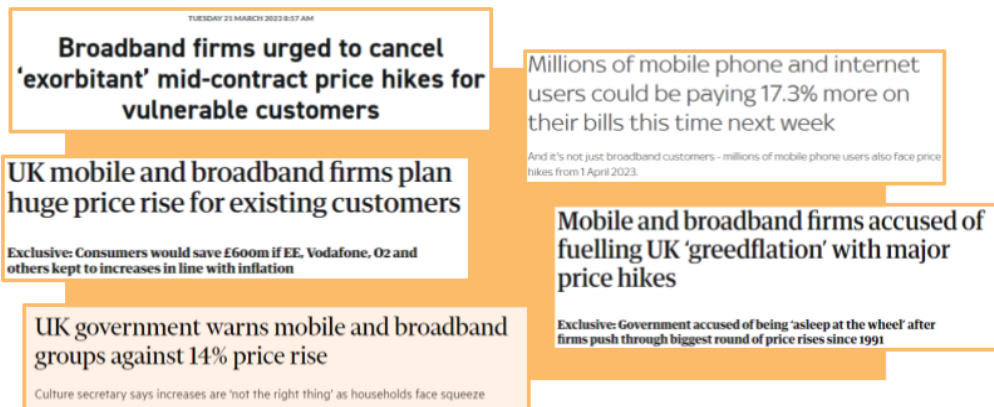 TUESDAY 21 MARCH 2023 8:57 AM
Broadband firms urged to cancel
‘exorbitant’ mid-contract price hikes for
vulnerable customers
Millions of mobile phone and internet
users could be paying 17.3% more on
their bills this time next week
And it's not just broadband customers - millions of mobile phone users also face price
hikes from 1 April 2023.
UK mobile and broadband firms plan
huge price rise for existing customers
Exclusive: Consumers would save £600m if EE, Vodafone, O2 and
others kept to increases in line with inflation
Mobile and broadband firms accused of
fuelling UK ‘greedflation’ with major
price hikes
Exclusive: Government accused of being ‘asleep at the wheel’ after
firms push through biggest round of price rises since 1991
UK government warns mobile and broadband
groups against 14% price rise
Culture secretary says increases are ‘not the right thing’ as households face squeeze